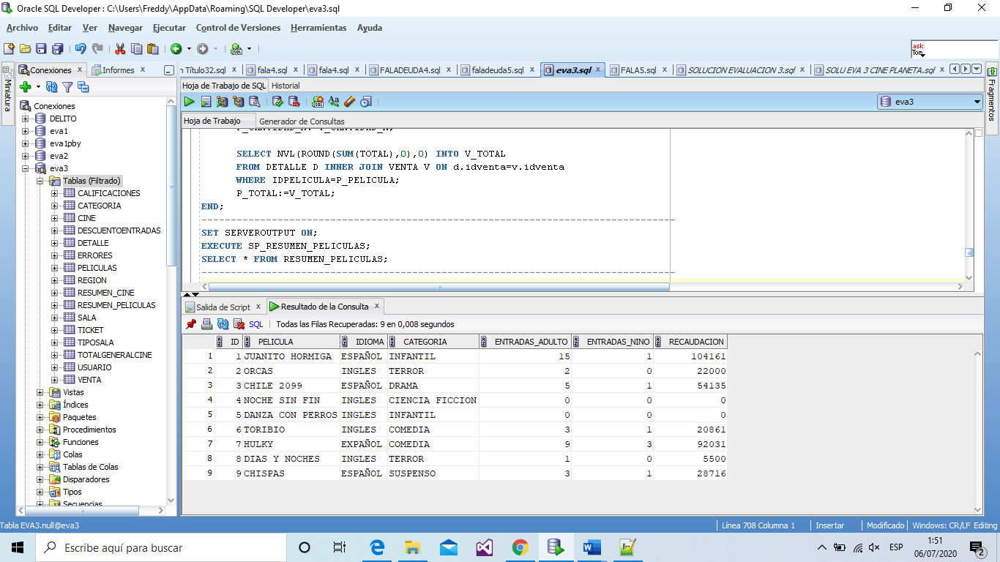 Oracle SQL Developer : C:\Users\Freddy\AppData\Roaming\SQL Developer\eva3.sql
Archivo Editar Ver Navegar Ejecutar Control de Versiones Herramientas Ayuda
ask
Tom
Conexiones Informes
n Título32.sql fala4.sql fala4.sql FALADEUDA4.sql faladeuda5.sql eva3.sql FALA5.sql SOLUCION EVALUACION 3.sql SOLU EVA 3 CINE PLANETA.sql
Miniatura
Fragmentos
Hoja de Trabajo de SQL Historial
SQL
eva3
Hoja de Trabajo Generador de Consultas
Conexiones
DELITO
eva1
eva1pby
eva2
eva3
Tablas (Filtrado)
CALIFICACIONES
CATEGORIA
CINE
DESCUENTOENTRADAS
DETALLE
ERRORES
PELICULAS
REGION
RESUMEN_CINE
RESUMEN_PELICULAS
SALA
TICKET
TIPOSALA
TOTALGENERALCINE
USUARIO
VENTA
Vistas
Índices
Paquetes
Procedimientos
Funciones
Colas
Tablas de Colas
Disparadores
Tipos
Secuencias
SELECT NVL(ROUND(SUM(TOTAL),0),0) INTO V_TOTAL
FROM DETALLE D INNER JOIN VENTA V ON d.idventa=v.idventa
WHERE IDPELICULA=P_PELICULA;
P_TOTAL:=V_TOTAL;
END;
SET SERVEROUTPUT ON;
EXECUTE SP_RESUMEN_PELICULAS;
SELECT * FROM RESUMEN_PELICULAS;
Salida de Script Resultado de la Consulta
SQL Todas las Filas Recuperadas: 9 en 0,008 segundos
ID PELICULA IDIOMA CATEGORIA ENTRADAS_ADULTO ENTRADAS_NINO RECAUDACION
1 1 JUANITO HORMIGA ESPAÑOL INFANTIL 15 1 104161
2 2 ORCAS INGLES TERROR 2 0 22000
3 3 CHILE 2099 ESPAÑOL DRAMA 5 1 54135
4 4 NOCHE SIN FIN INGLES CIENCIA FICCION 0 0 0
5 5 DANZA CON PERROS INGLES INFANTIL 0 0 0
6 6 TORIBIO INGLES COMEDIA 3 1 20861
7 7 HULKY EXPAÑOL COMEDIA 9 3 92031
8 8 DIAS Y NOCHES INGLES TERROR 1 0 5500
9 9 CHISPAS ESPAÑOL SUSPENSO 3 1 28716
Tabla EVA3.null@eva3 Línea 708 Columna 1 Insertar Modificado Windows: CR/LF Editing
Escribe aquí para buscar
ESP
1:51
06/07/2020
2